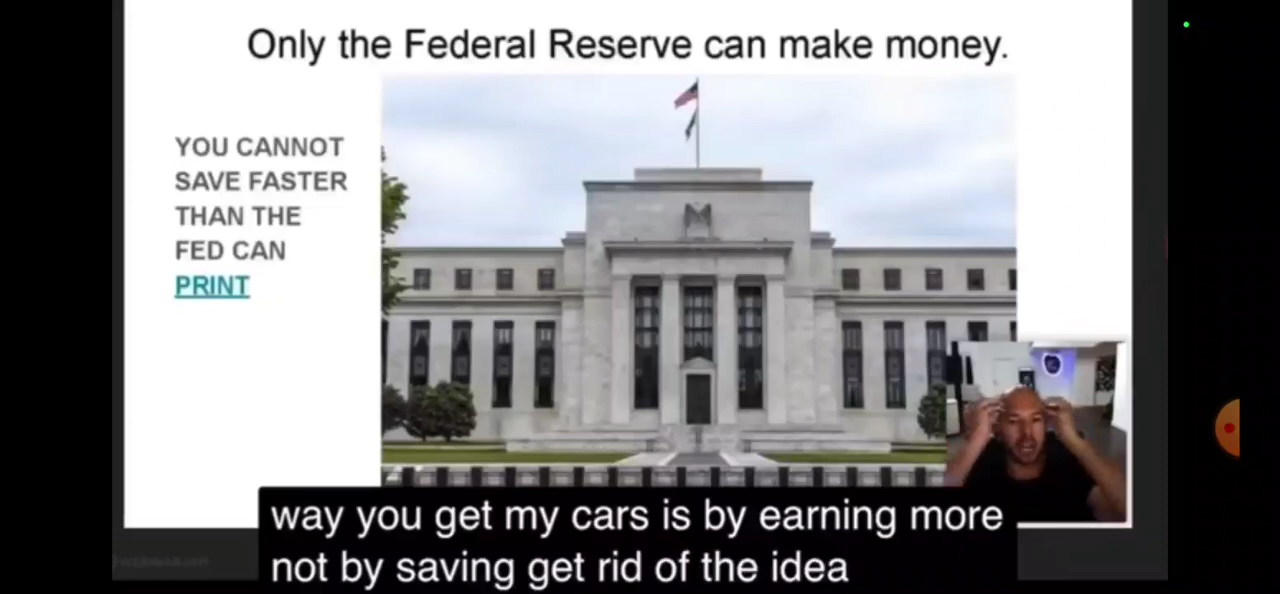 Only the Federal Reserve can make money.
YOU CANNOT
SAVE FASTER
THAN THE
FED CAN
PRINT
way you get my cars is by earning more
not by saving get rid of the idea